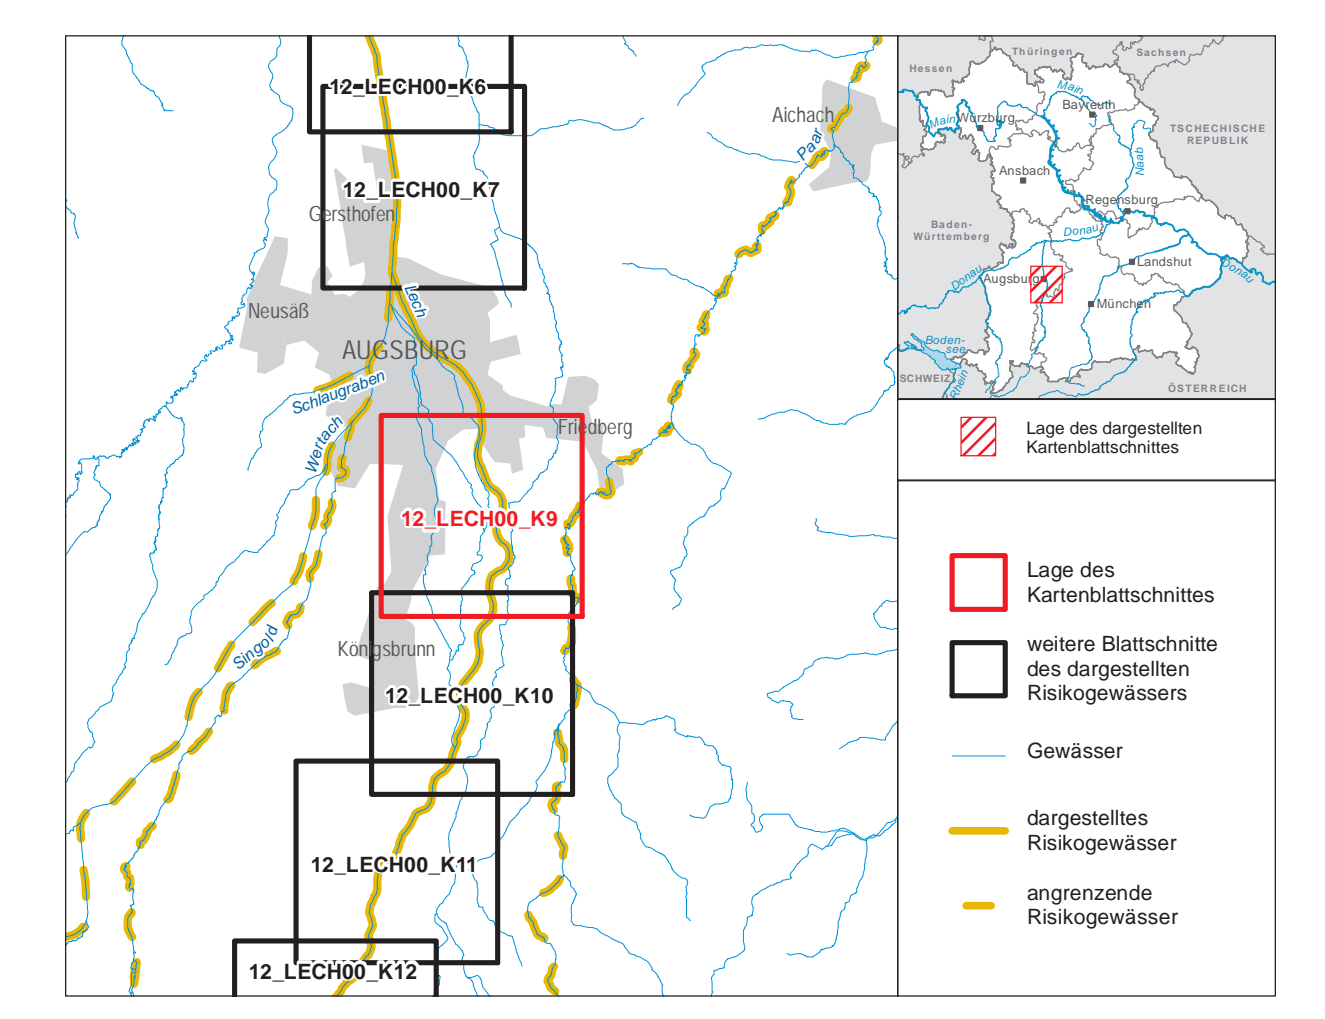 12_LECH00_K6
Aichach
Paar
12_LECH00_K7
Gersthofen
Lech
Neusäß
AUGSBURG
Schlaugraben
Wertach
Friedberg
12_LECH00_K9
Singold
Königsbrunn
12_LECH00_K10
12_LECH00_K11
12_LECH00_K12
Thüringen
Sachsen
Hessen
Main
Bayreuth
Main
Würzburg
TSCHECHISCHE
REPUBLIK
Naab
Ansbach
Regensburg
Baden-
Württemberg
Donau
Landshut
Donau
Donau
Augsburg
München
Boden-
see
SCHWEIZ
Rhein
ÖSTERREICH
Lage des dargestellten
Kartenblattschnittes
Lage des
Kartenblattschnittes
weitere Blattschnitte
des dargestellten
Risikogewässers
Gewässer
dargestelltes
Risikogewässer
angrenzende
Risikogewässer